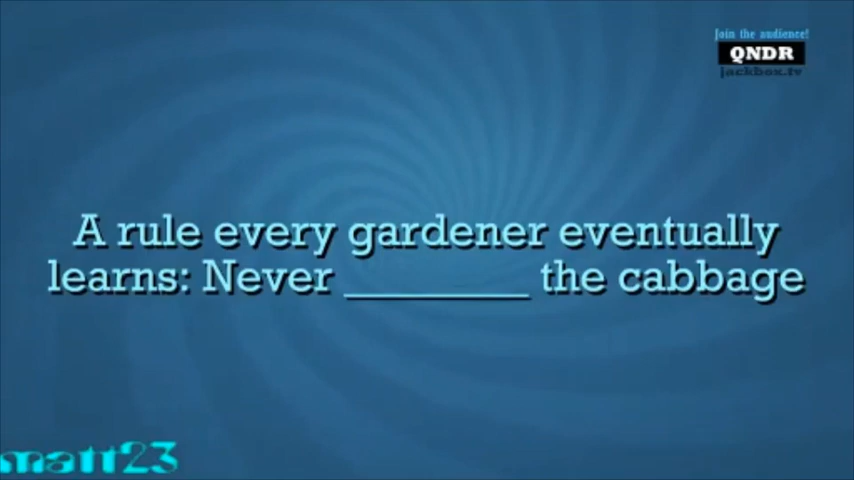 Join the audience!
QNDR
jackbox.tv
A rule every gardener eventually
learns: Never ________ the cabbage
matt23